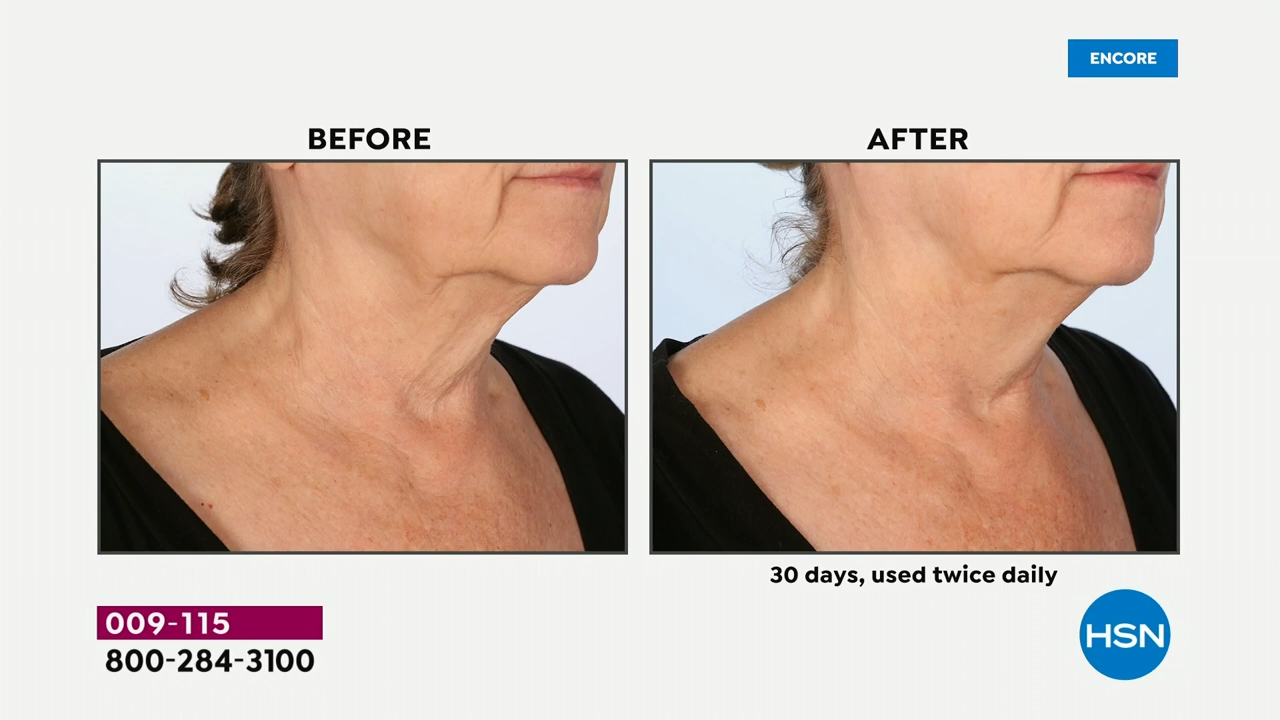 ENCORE
BEFORE
AFTER
30 days, used twice daily
009-115
800-284-3100
HSN